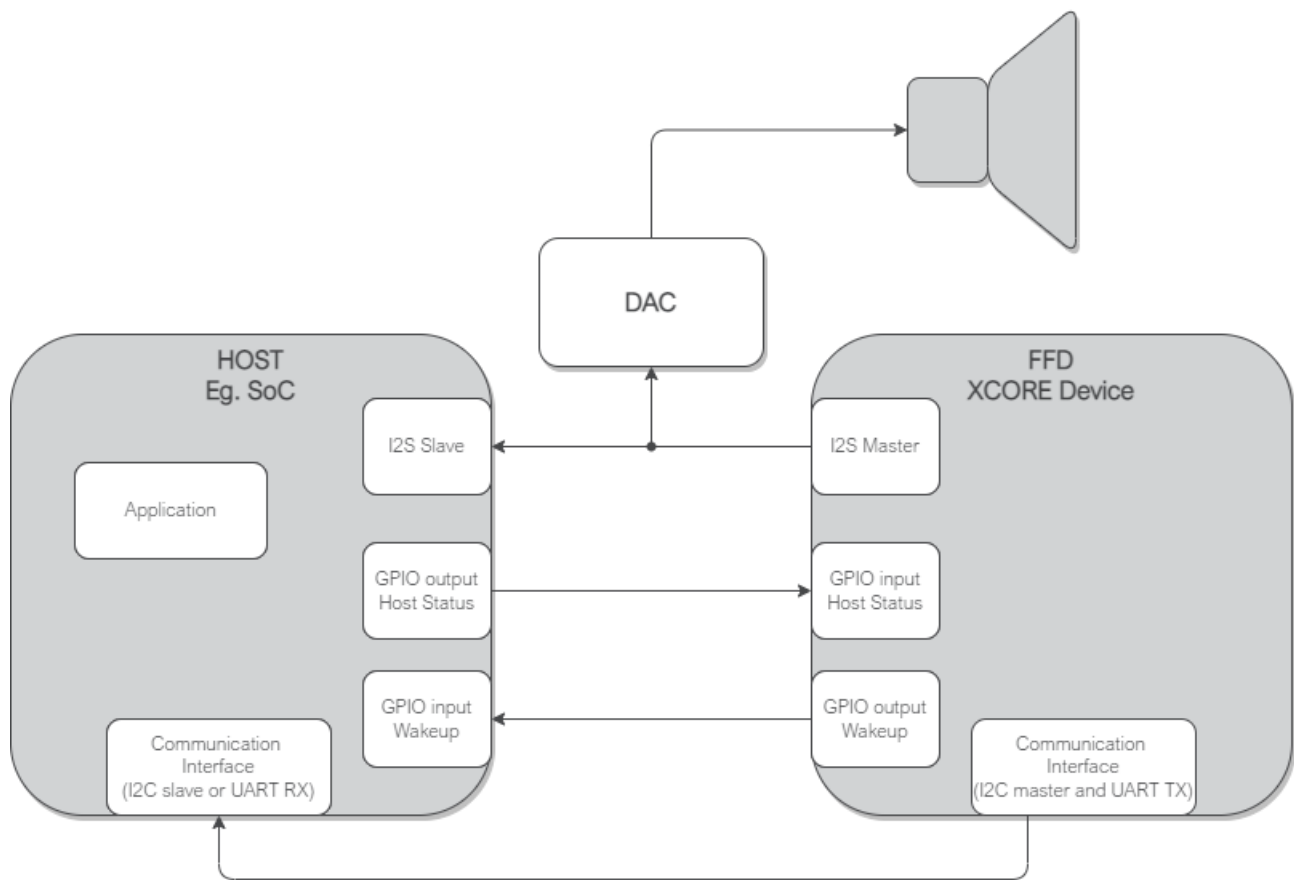 DAC
HOST
Eg. SoC
FFD
XCORE Device
I2S Slave
I2S Master
Application
GPIO output
Host Status
GPIO input
Host Status
GPIO input
Wakeup
GPIO output
Wakeup
Communication
Interface
(I2C slave or UART RX)
Communication
Interface
(I2C master and UART TX)